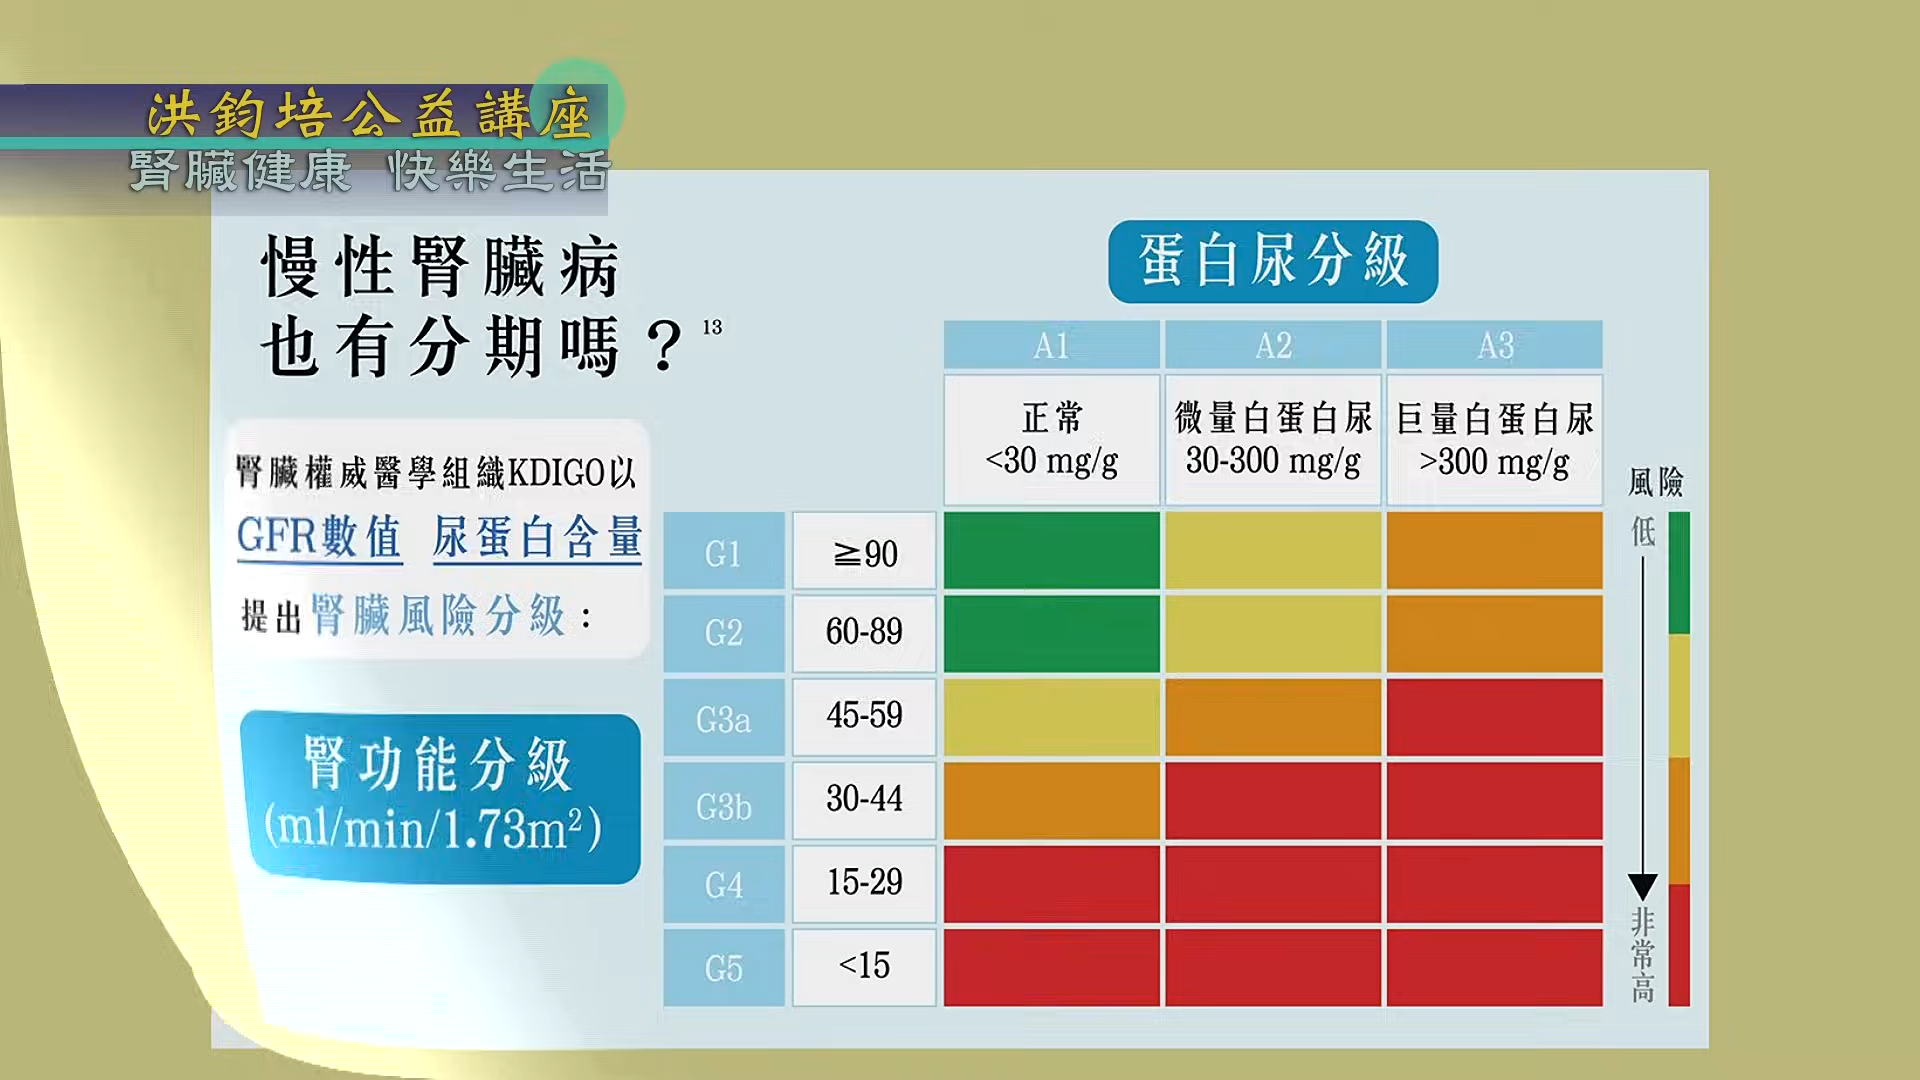 洪鈞培公益講座
腎臟健康 快樂生活
慢性腎臟病
也有分期嗎？13
腎臟權威醫學組織KDIGO以
GFR數值 尿蛋白含量
提出腎臟風險分級：
腎功能分級
(ml/min/1.73m²)
蛋白尿分級
A1 A2 A3
正常 微量白蛋白尿 巨量白蛋白尿
<30 mg/g 30-300 mg/g >300 mg/g
G1 ≧90
G2 60-89
G3a 45-59
G3b 30-44
G4 15-29
G5 <15
風險
低
非常高